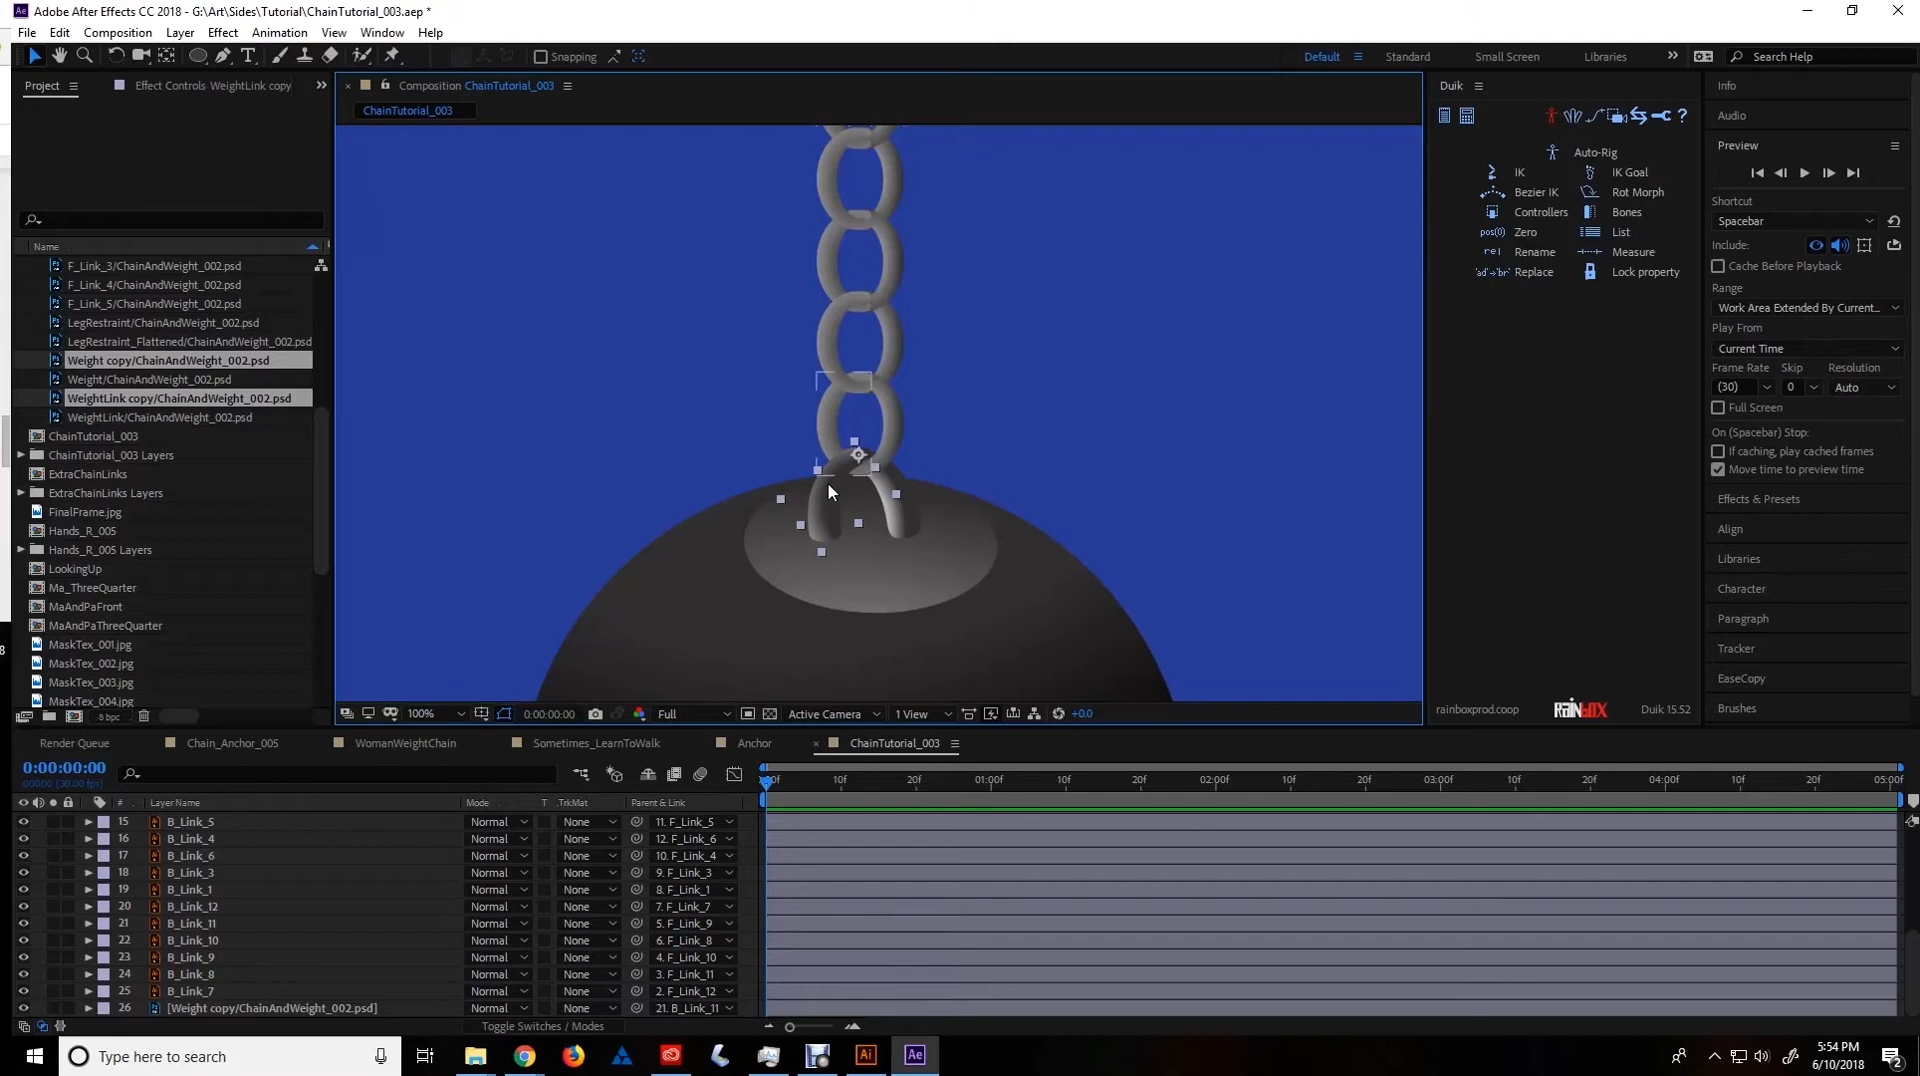 Adobe After Effects CC 2018 - G:\Art\Sides\Tutorial\ChainTutorial_003.aep *
File Edit Composition Layer Effect Animation View Window Help
Snapping
Default Standard Small Screen Libraries Search Help
Project Effect Controls WeightLink copy
Composition ChainTutorial_003
ChainTutorial_003
Name
F_Link_3/ChainAndWeight_002.psd
F_Link_4/ChainAndWeight_002.psd
F_Link_5/ChainAndWeight_002.psd
LegRestraint/ChainAndWeight_002.psd
LegRestraint_Flattened/ChainAndWeight_002.psd
Weight copy/ChainAndWeight_002.psd
Weight/ChainAndWeight_002.psd
WeightLink copy/ChainAndWeight_002.psd
WeightLink/ChainAndWeight_002.psd
ChainTutorial_003
ChainTutorial_003 Layers
ExtraChainLinks
ExtraChainLinks Layers
FinalFrame.jpg
Hands_R_005
Hands_R_005 Layers
LookingUp
Ma_ThreeQuarter
MaAndPaFront
MaAndPaThreeQuarter
MaskTex_001.jpg
MaskTex_002.jpg
MaskTex_003.jpg
MaskTex_004.jpg
8 bpc
100% 0:00:00:00 Full Active Camera 1 View +0.0
Duik
Auto-Rig
IK IK Goal
Bezier IK Rot Morph
Controllers Bones
pos(0) Zero List
rel Rename Measure
'ad'->'br' Replace Lock property
rainboxprod.coop RAINBOX Duik 15.52
Info
Audio
Preview
Shortcut
Spacebar
Include:
Cache Before Playback
Range
Work Area Extended By Current...
Play From
Current Time
Frame Rate Skip Resolution
(30) 0 Auto
Full Screen
On (Spacebar) Stop:
If caching, play cached frames
Move time to preview time
Effects & Presets
Align
Libraries
Character
Paragraph
Tracker
EaseCopy
Brushes
Render Queue Chain_Anchor_005 WomanWeightChain Sometimes_LearnToWalk Anchor ChainTutorial_003
0:00:00:00
00000 (30.00 fps)
:00f 10f 20f 01:00f 10f 20f 02:00f 10f 20f 03:00f 10f 20f 04:00f 10f 20f 05:00f
# Layer Name Mode T .TrkMat Parent & Link
15 B_Link_5 Normal None 11. F_Link_5
16 B_Link_4 Normal None 12. F_Link_6
17 B_Link_6 Normal None 10. F_Link_4
18 B_Link_3 Normal None 9. F_Link_3
19 B_Link_1 Normal None 8. F_Link_1
20 B_Link_12 Normal None 7. F_Link_7
21 B_Link_11 Normal None 5. F_Link_9
22 B_Link_10 Normal None 6. F_Link_8
23 B_Link_9 Normal None 4. F_Link_10
24 B_Link_8 Normal None 3. F_Link_11
25 B_Link_7 Normal None 2. F_Link_12
26 [Weight copy/ChainAndWeight_002.psd] Normal None 21. B_Link_11
Toggle Switches / Modes
Type here to search
Ai Ae
5:54 PM
6/10/2018
2